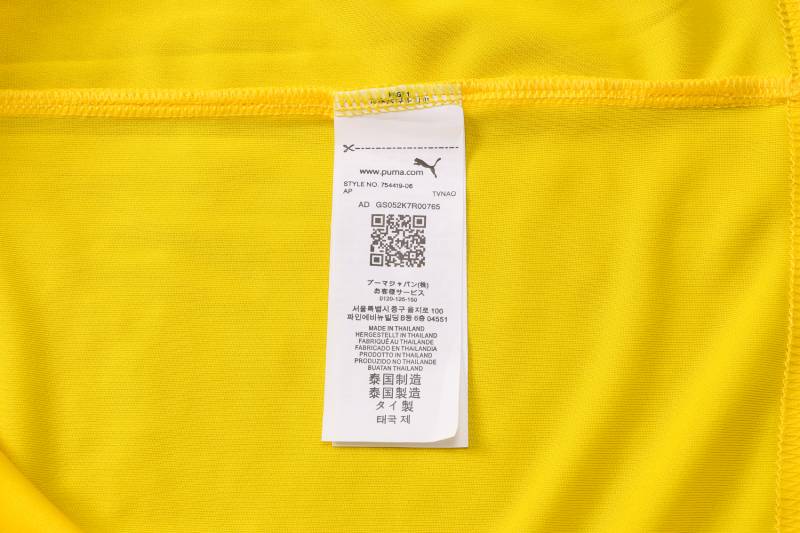 www.puma.com
STYLE NO. 754419-06
AP TVNAO
AD GS052K7R00765
プーマジャパン(株)
お客様サービス
0120-125-150
서울특별시 중구 을지로 100
파인에비뉴빌딩 B동 6층 04551
MADE IN THAILAND
HERGESTELLT IN THAILAND
FABRIQUÉ AU THAILANDE
FABRICADO EN THAILANDIA
PRODOTTO IN THAILAND
PRODUZIDO NO THAILAND
BUATAN THAILAND
泰国制造
泰國製造
タイ製
태국 제